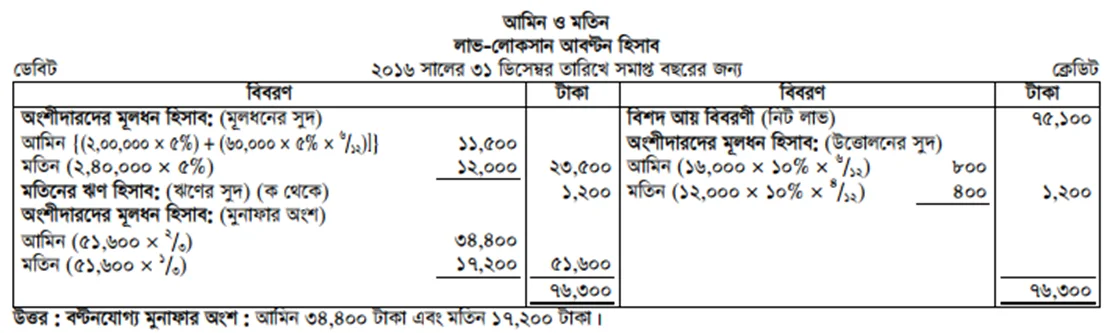 আমিন ও মতিন
লাভ-লোকসান আবণ্টন হিসাব
ডেবিট ২০১৬ সালের ৩১ ডিসেম্বর তারিখে সমাপ্ত বছরের জন্য ক্রেডিট
বিবরণ টাকা বিবরণ টাকা
অংশীদারদের মূলধন হিসাব: (মূলধনের সুদ) বিশদ আয় বিবরণী (নিট লাভ) ৭৫,১০০
আমিন {(২,০০,০০০ × ৫%) + (৬০,০০০ × ৫% × ৬/১২)]} ১১,৫০০ অংশীদারদের মূলধন হিসাব: (উত্তোলনের সুদ)
মতিন (২,৪০,০০০ × ৫%) ১২,০০০ ২৩,৫০০ আমিন (১৬,০০০ × ১০% × ৬/১২) ৮০০
মতিনের ঋণ হিসাব: (ঋণের সুদ) (ক থেকে) ১,২০০ মতিন (১২,০০০ × ১০% × ৪/১২) ৪০০ ১,২০০
অংশীদারদের মূলধন হিসাব: (মুনাফার অংশ)
আমিন (৫১,৬০০ × ২/৩) ৩৪,৪০০
মতিন (৫১,৬০০ × ১/৩) ১৭,২০০ ৫১,৬০০
৭৬,৩০০ ৭৬,৩০০
উত্তর : বণ্টনযোগ্য মুনাফার অংশ : আমিন ৩৪,৪০০ টাকা এবং মতিন ১৭,২০০ টাকা।